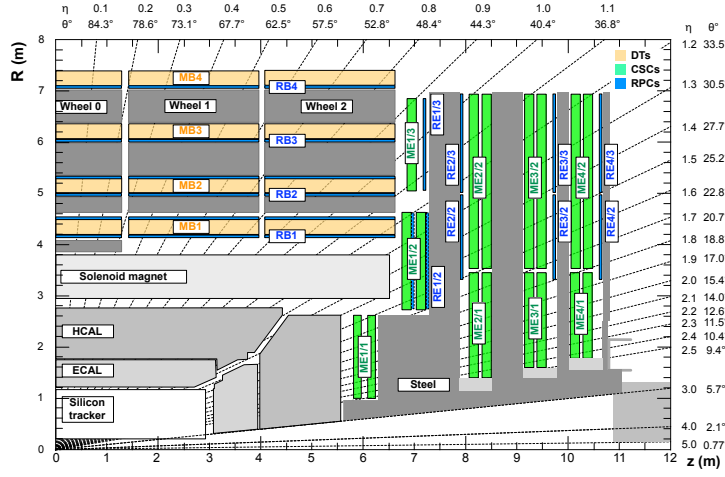 η 0.1 0.2 0.3 0.4 0.5 0.6 0.7 0.8 0.9 1.0 1.1
θ° 84.3° 78.6° 73.1° 67.7° 62.5° 57.5° 52.8° 48.4° 44.3° 40.4° 36.8°
η θ°
R (m)
8
7
6
5
4
3
2
1
0
1.2 33.5°
1.3 30.5°
1.4 27.7°
1.5 25.2°
1.6 22.8°
1.7 20.7°
1.8 18.8°
1.9 17.0°
2.0 15.4°
2.1 14.0°
2.2 12.6°
2.3 11.5°
2.4 10.4°
2.5 9.4°
3.0 5.7°
4.0 2.1°
5.0 0.77°
DTs
CSCs
RPCs
MB4
RB4
Wheel 0
Wheel 1
Wheel 2
MB3
RB3
MB2
RB2
MB1
RB1
ME1/3
RE1/3
RE2/3
ME2/2
ME3/2
RE3/3
ME4/2
RE4/3
RE2/2
RE3/2
RE4/2
ME1/2
RE1/2
Solenoid magnet
HCAL
ECAL
Silicon
tracker
ME1/1
ME2/1
ME3/1
ME4/1
Steel
0 1 2 3 4 5 6 7 8 9 10 11 12
z (m)